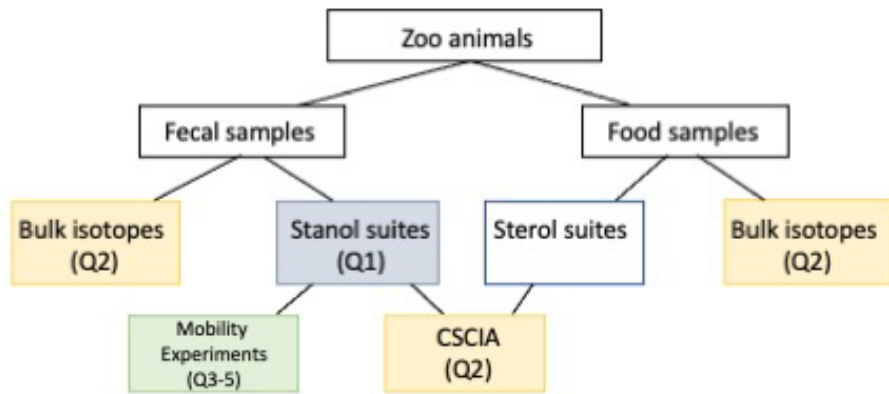 Zoo animals
Fecal samples
Food samples
Bulk isotopes
(Q2)
Stanol suites
(Q1)
Sterol suites
Bulk isotopes
(Q2)
Mobility
Experiments
(Q3-5)
CSCIA
(Q2)